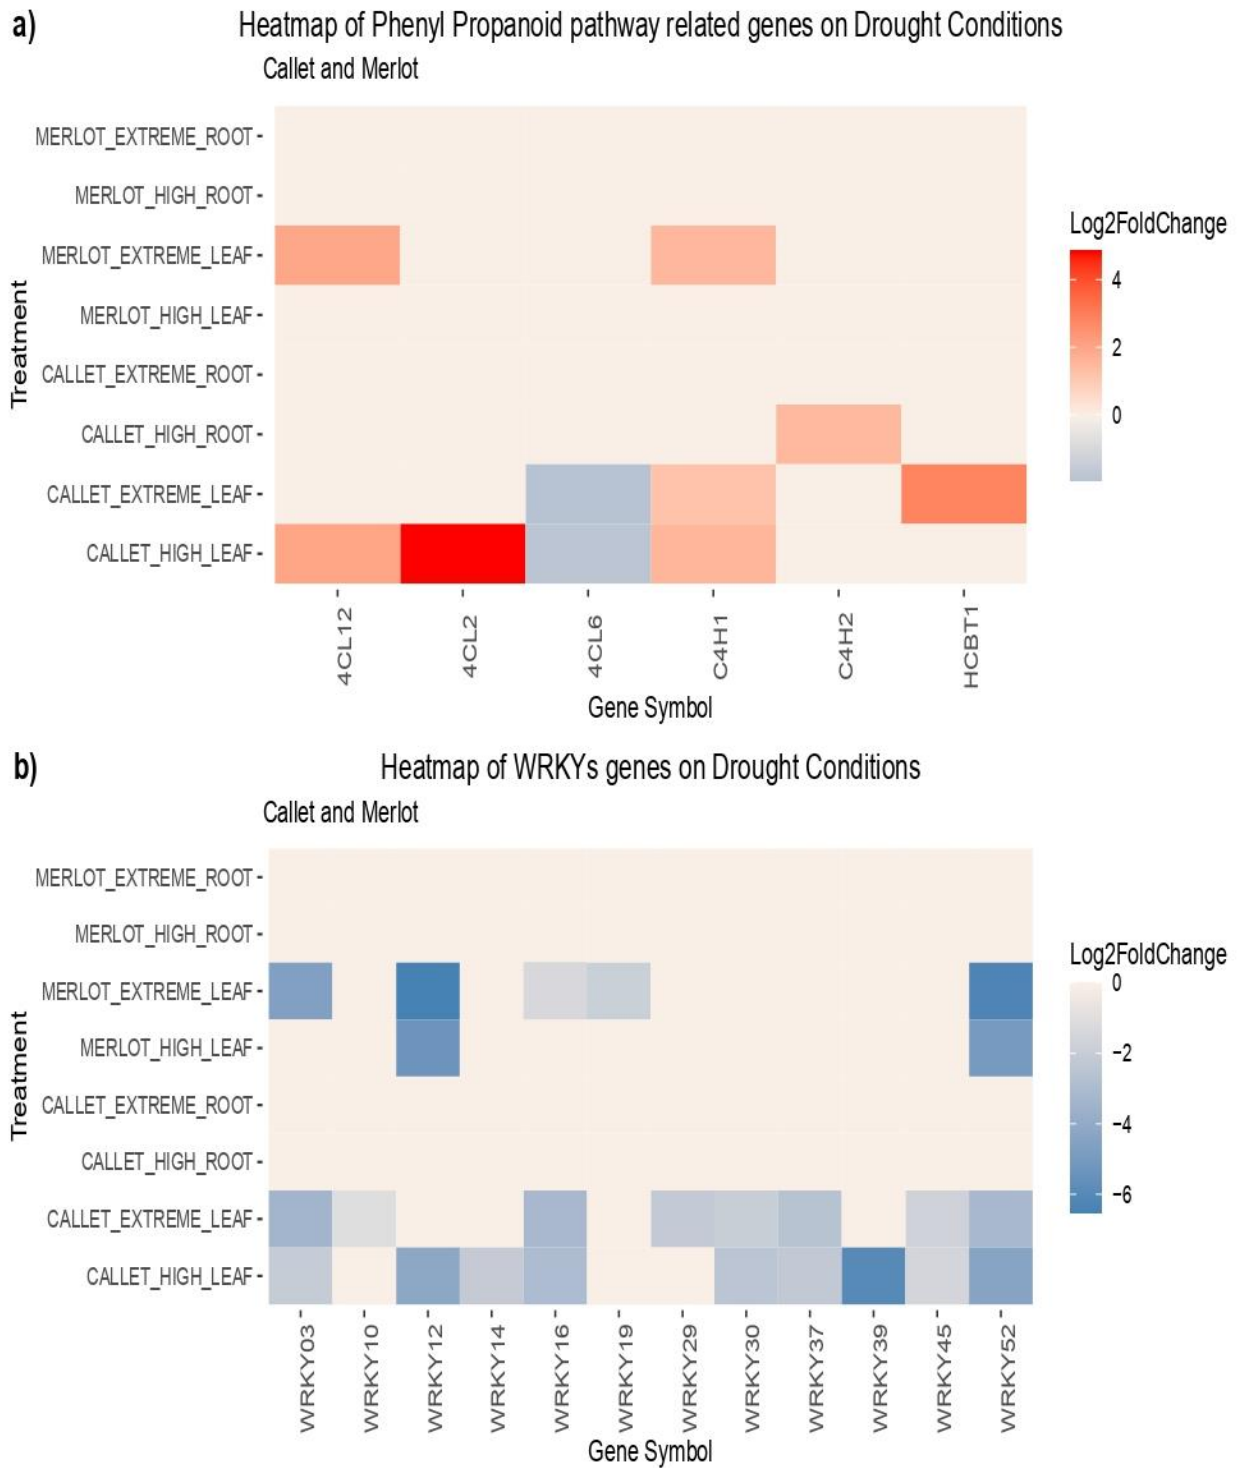 a)
Heatmap of Phenyl Propanoid pathway related genes on Drought Conditions
Callet and Merlot
Treatment
MERLOT_EXTREME_ROOT
MERLOT_HIGH_ROOT
MERLOT_EXTREME_LEAF
MERLOT_HIGH_LEAF
CALLET_EXTREME_ROOT
CALLET_HIGH_ROOT
CALLET_EXTREME_LEAF
CALLET_HIGH_LEAF
Log2FoldChange
4
2
0
4CL12
4CL2
4CL6
C4H1
C4H2
HCBT1
Gene Symbol
b)
Heatmap of WRKYs genes on Drought Conditions
Callet and Merlot
Treatment
MERLOT_EXTREME_ROOT
MERLOT_HIGH_ROOT
MERLOT_EXTREME_LEAF
MERLOT_HIGH_LEAF
CALLET_EXTREME_ROOT
CALLET_HIGH_ROOT
CALLET_EXTREME_LEAF
CALLET_HIGH_LEAF
Log2FoldChange
0
−2
−4
−6
WRKY03
WRKY10
WRKY12
WRKY14
WRKY16
WRKY19
WRKY29
WRKY30
WRKY37
WRKY39
WRKY45
WRKY52
Gene Symbol